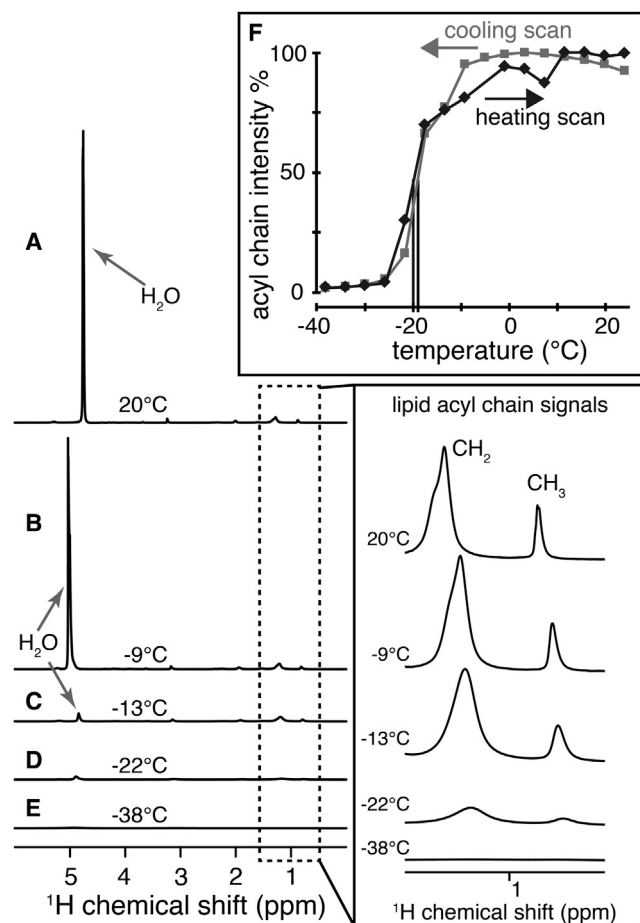 F
cooling scan
heating scan
acyl chain intensity %
100
50
0
-40
-20
0
20
temperature (°C)
A
H₂O
20°C
B
H₂O
-9°C
C
-13°C
D
-22°C
E
-38°C
5
4
3
2
1
¹H chemical shift (ppm)
lipid acyl chain signals
CH₂
CH₃
20°C
-9°C
-13°C
-22°C
-38°C
1
¹H chemical shift (ppm)